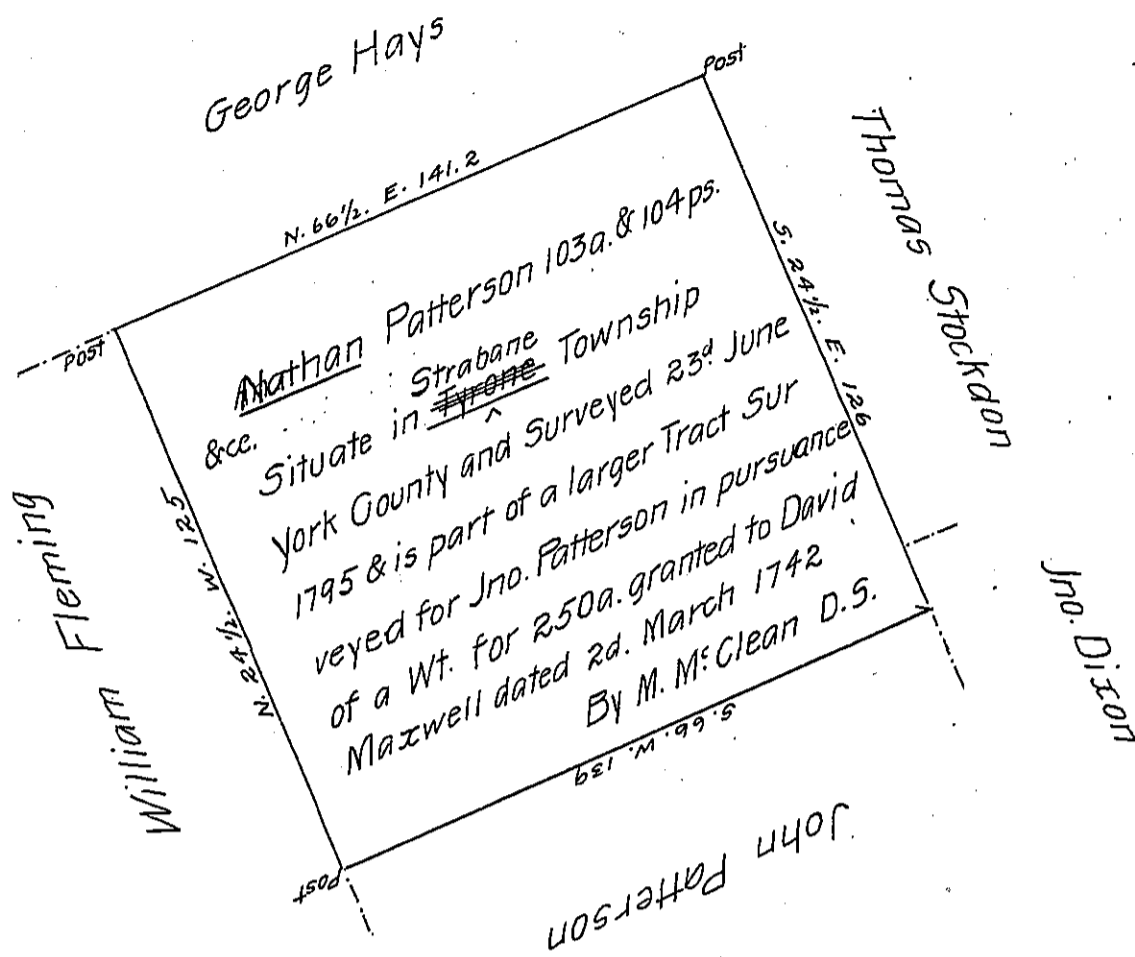 George Hays
Post
N. 66½. E. 141.2
Thomas Stockdon
Post
S. 24½. E. 126
Nathan Patterson 103a. & 104ps.
&ce.
Strabane
Situate in Tyrone ^ Township
York County and Surveyed 23d June
1795 & is part of a larger Tract Sur
veyed for Jno. Patterson in pursuance
of a Wt. for 250a. granted to David
Maxwell dated 2d. March 1742
By M. McClean D.S.
William Fleming
N. 24½. W. 125
S. 66. W. 139
Jno. Dixon
Post
John Patterson